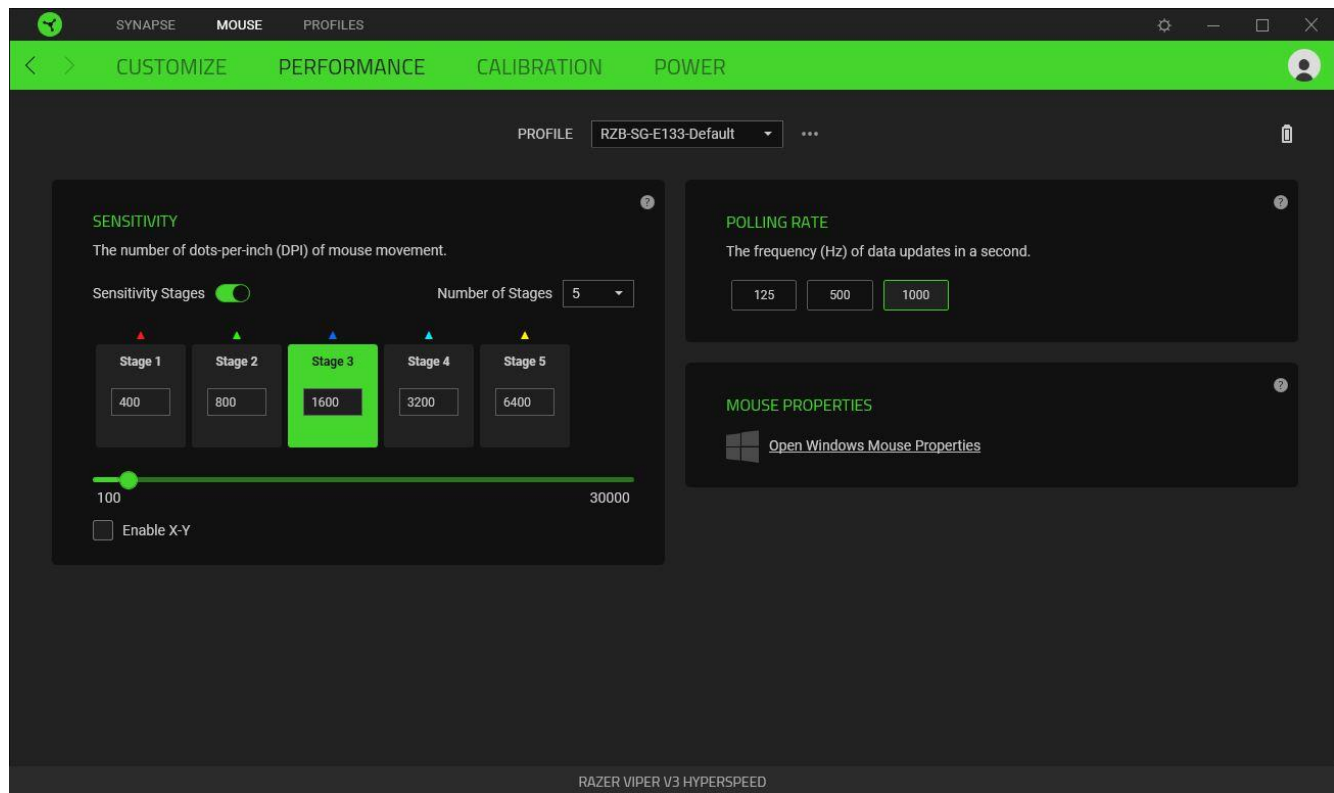 SYNAPSE MOUSE PROFILES
CUSTOMIZE PERFORMANCE CALIBRATION POWER
PROFILE RZB-SG-E133-Default
SENSITIVITY
The number of dots-per-inch (DPI) of mouse movement.
Sensitivity Stages Number of Stages 5
Stage 1 Stage 2 Stage 3 Stage 4 Stage 5
400 800 1600 3200 6400
100 30000
Enable X-Y
POLLING RATE
The frequency (Hz) of data updates in a second.
125 500 1000
MOUSE PROPERTIES
Open Windows Mouse Properties
RAZER VIPER V3 HYPERSPEED